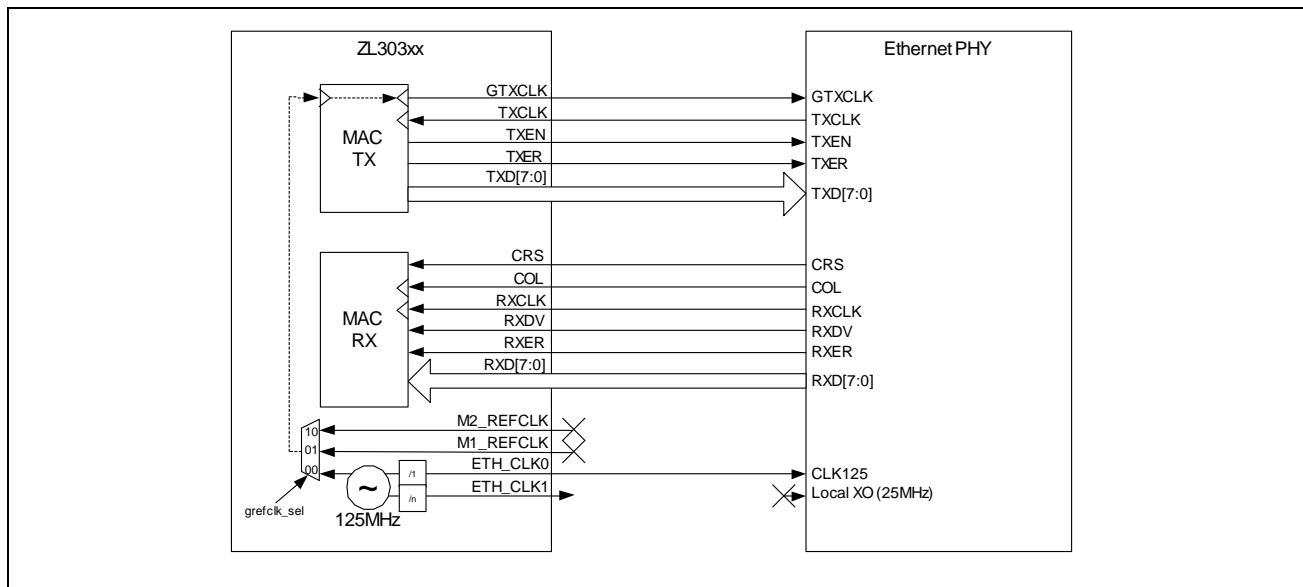 ZL303xx
Ethernet PHY
MAC
TX
GTXCLK
TXCLK
TXEN
TXER
TXD[7:0]
GTXCLK
TXCLK
TXEN
TXER
TXD[7:0]
MAC
RX
CRS
COL
RXCLK
RXDV
RXER
RXD[7:0]
CRS
COL
RXCLK
RXDV
RXER
RXD[7:0]
10
01
00
M2_REFCLK
M1_REFCLK
ETH_CLK0
ETH_CLK1
/1
/n
~
grefclk_sel
125MHz
CLK125
Local XO (25MHz)